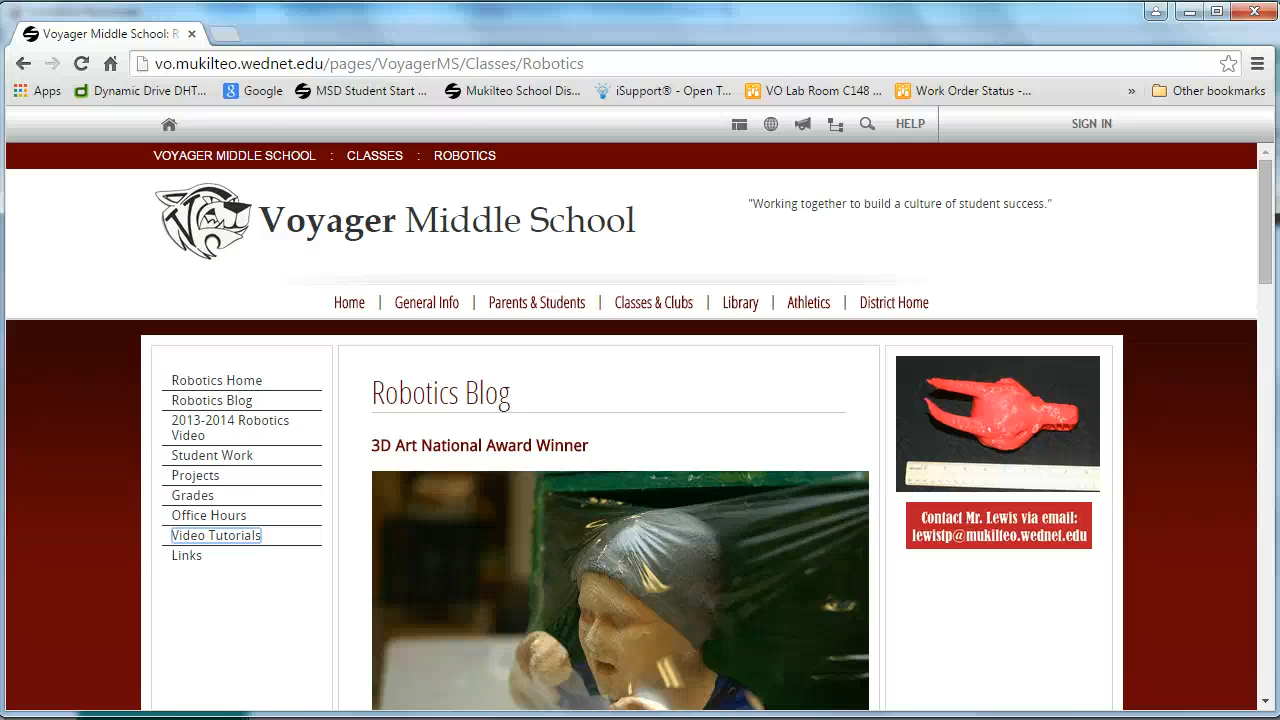 Voyager Middle School: R
vo.mukilteo.wednet.edu/pages/VoyagerMS/Classes/Robotics
Apps
Dynamic Drive DHT...
Google
MSD Student Start ...
Mukilteo School Dis...
iSupport® - Open T...
VO Lab Room C148 ...
Work Order Status -...
»
Other bookmarks
HELP
SIGN IN
VOYAGER MIDDLE SCHOOL : CLASSES : ROBOTICS
Voyager Middle School
"Working together to build a culture of student success."
Home | General Info | Parents & Students | Classes & Clubs | Library | Athletics | District Home
Robotics Home
Robotics Blog
2013-2014 Robotics
Video
Student Work
Projects
Grades
Office Hours
Video Tutorials
Links
Robotics Blog
3D Art National Award Winner
Contact Mr. Lewis via email:
lewistp@mukilteo.wednet.edu